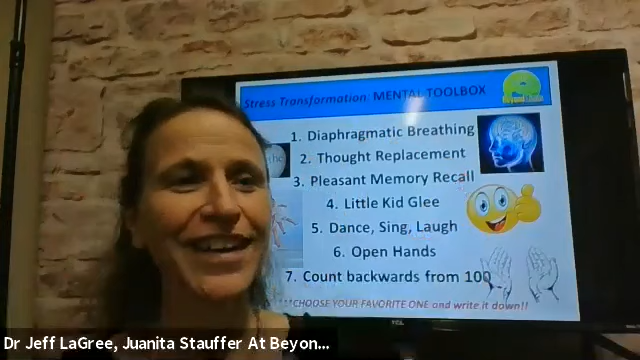 Stress Transformation: MENTAL TOOLBOX
1. Diaphragmatic Breathing
2. Thought Replacement
3. Pleasant Memory Recall
4. Little Kid Glee
5. Dance, Sing, Laugh
6. Open Hands
7. Count backwards from 100
CHOOSE YOUR FAVORITE ONE and write it down!!
TCL
Dr Jeff LaGree, Juanita Stauffer At Beyon...